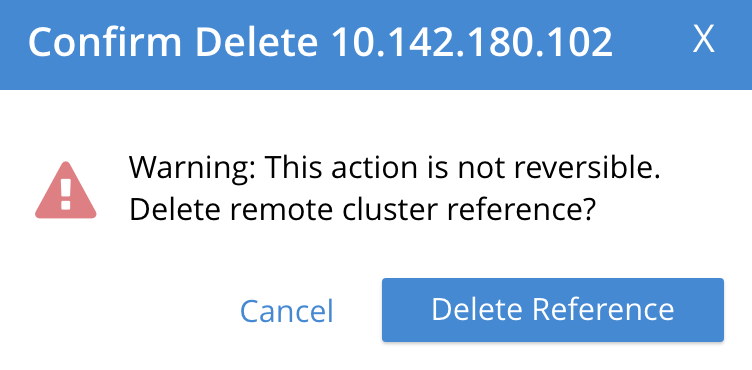 Confirm Delete 10.142.180.102 X
Warning: This action is not reversible.
Delete remote cluster reference?
Cancel Delete Reference